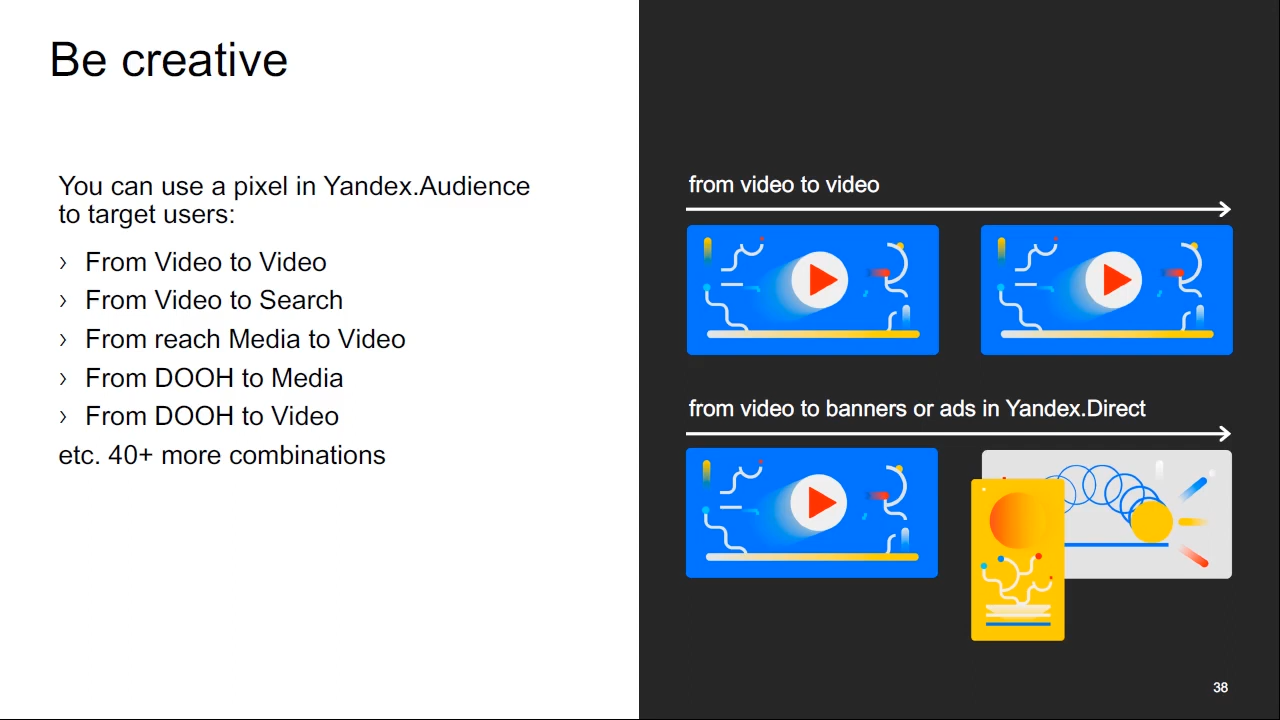 Be creative
You can use a pixel in Yandex.Audience
to target users:
› From Video to Video
› From Video to Search
› From reach Media to Video
› From DOOH to Media
› From DOOH to Video
etc. 40+ more combinations
from video to video
from video to banners or ads in Yandex.Direct
38